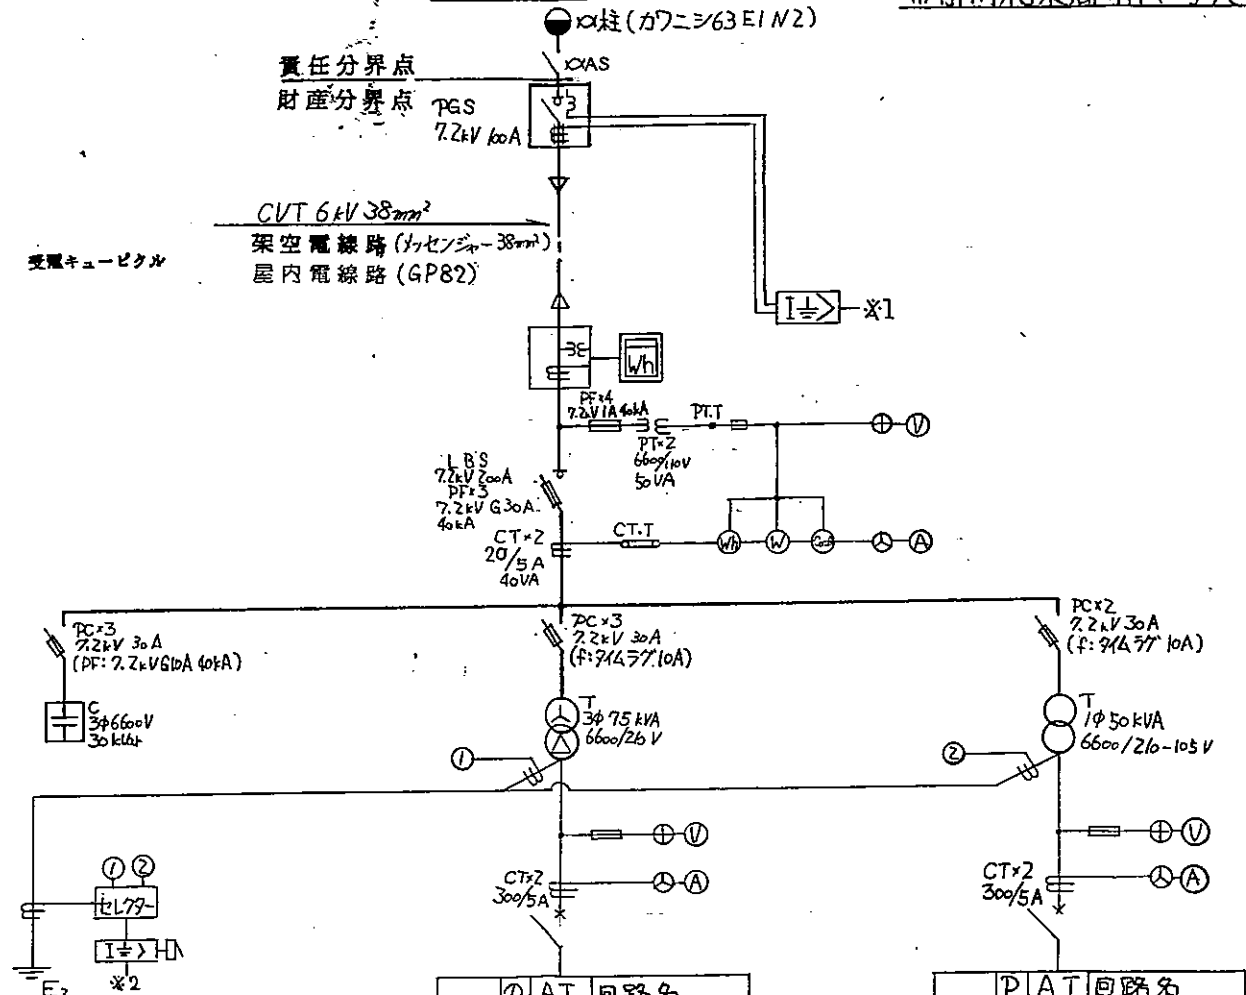 柱(カワニシ63E1N2)
AS
責任分界点
財産分界点
PGS
7.2kV 100A
CVT 6kV 38mm²
架空電線路(メッセンジャー38mm²)
屋内電線路(GP82)
受電キュービクル
I >
※1
Wh
PF×4
7.2kV 1A 40kA
PT.T
V
PT×2
6600/110V
50VA
LBS
7.2kV 200A
PF×3
7.2kV G30A
40kA
CT×2
20/5A
40VA
CT.T
Wh
W
A
PC×3
7.2kV 30A
(PF:7.2kV G10A 40kA)
PC×3
7.2kV 30A
(f:タイムラグ10A)
PC×2
7.2kV 30A
(f:タイムラグ10A)
C
3φ6600V
30kVar
T
3φ75kVA
6600/210V
T
1φ50kVA
6600/210-105V
①
②
V
V
CT×2
300/5A
A
CT×2
300/5A
A
① ②
セレクター
I >
※2
E₂
AT 回路名
P AT 回路名